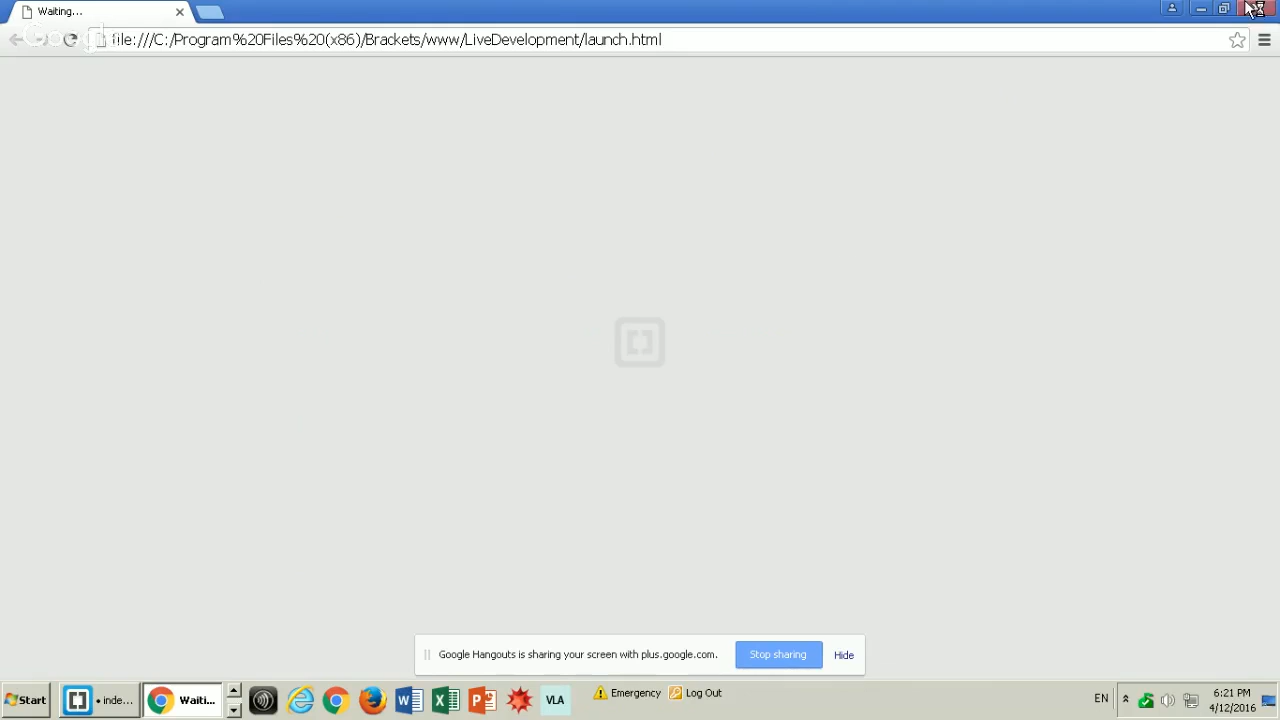 Waiting...
file:///C:/Program%20Files%20(x86)/Brackets/www/LiveDevelopment/launch.html
Google Hangouts is sharing your screen with plus.google.com.
Stop sharing
Hide
Start
• inde...
Waiti...
VLA
Emergency
Log Out
EN
6:21 PM
4/12/2016